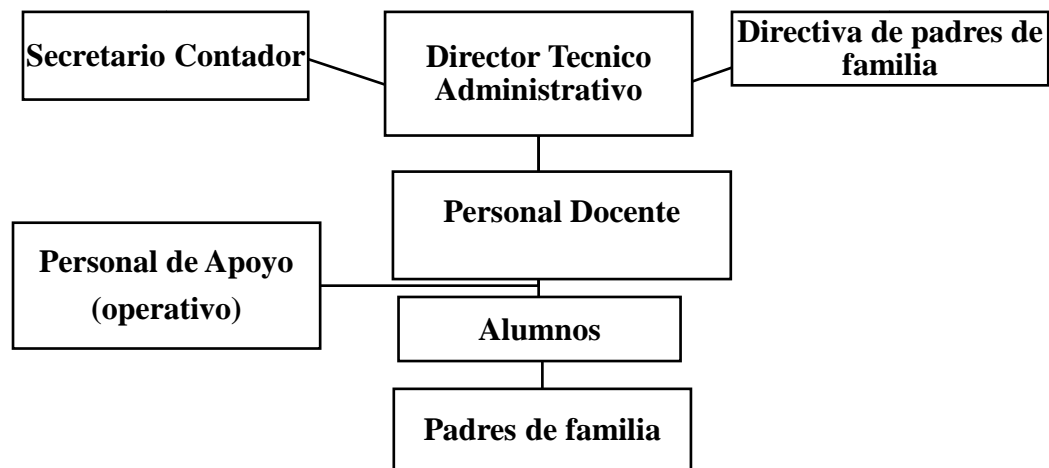 Secretario Contador
Director Tecnico
Administrativo
Directiva de padres de
familia
Personal Docente
Personal de Apoyo
(operativo)
Alumnos
Padres de familia